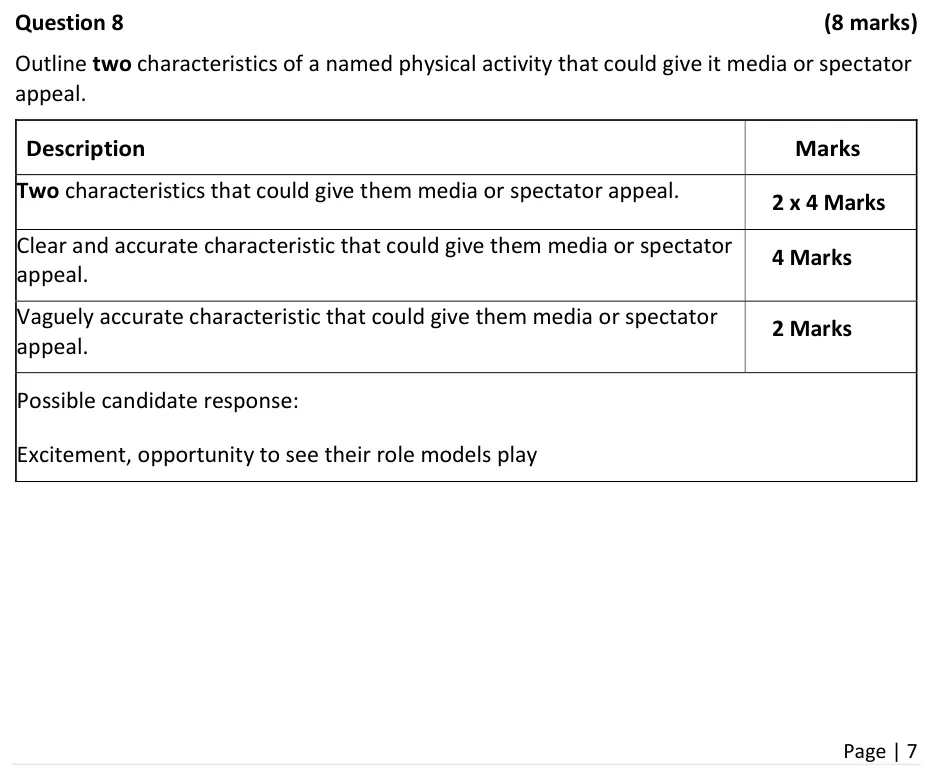 Question 8 (8 marks)
Outline two characteristics of a named physical activity that could give it media or spectator
appeal.
Description Marks
Two characteristics that could give them media or spectator appeal. 2 x 4 Marks
Clear and accurate characteristic that could give them media or spectator
appeal. 4 Marks
Vaguely accurate characteristic that could give them media or spectator
appeal. 2 Marks
Possible candidate response:
Excitement, opportunity to see their role models play
Page | 7